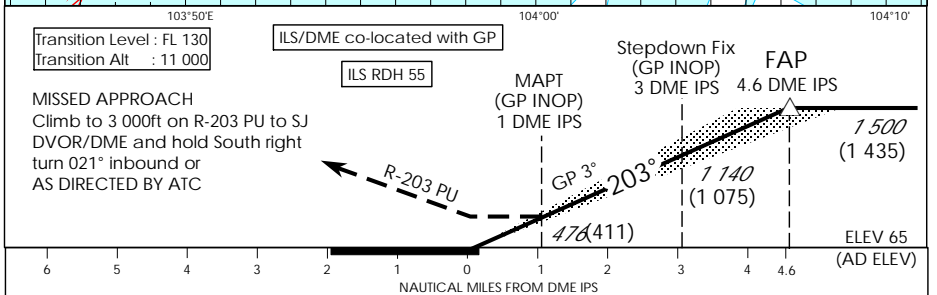 103°50'E
104°00'
104°10'
Transition Level : FL 130
Transition Alt : 11 000
ILS/DME co-located with GP
ILS RDH 55
MISSED APPROACH
Climb to 3 000ft on R-203 PU to SJ
DVOR/DME and hold South right
turn 021° inbound or
AS DIRECTED BY ATC
MAPT
(GP INOP)
1 DME IPS
Stepdown Fix
(GP INOP)
3 DME IPS
FAP
4.6 DME IPS
R-203 PU
GP 3°
203°
1 500
(1 435)
1 140
(1 075)
476(411)
ELEV 65
(AD ELEV)
6 5 4 3 2 1 0 1 2 3 4 4.6
NAUTICAL MILES FROM DME IPS